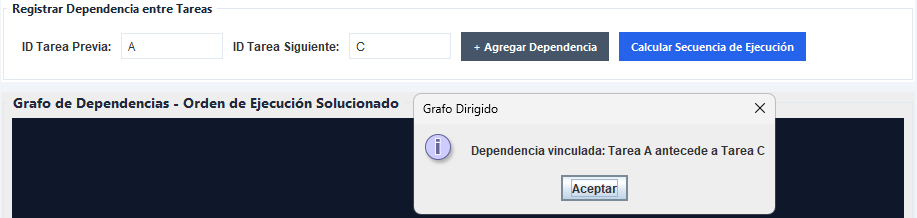 Registrar Dependencia entre Tareas
ID Tarea Previa: A ID Tarea Siguiente: C + Agregar Dependencia Calcular Secuencia de Ejecución
Grafo de Dependencias - Orden de Ejecución Solucionado
Grafo Dirigido
Dependencia vinculada: Tarea A antecede a Tarea C
Aceptar